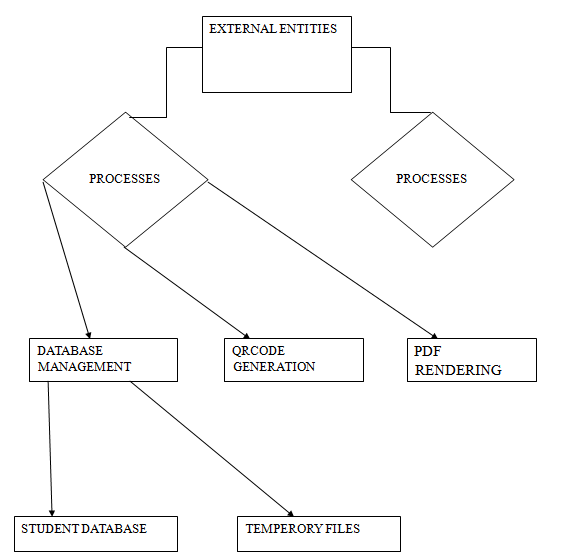 EXTERNAL ENTITIES
PROCESSES
PROCESSES
DATABASE
MANAGEMENT
QRCODE
GENERATION
PDF
RENDERING
STUDENT DATABASE
TEMPERORY FILES